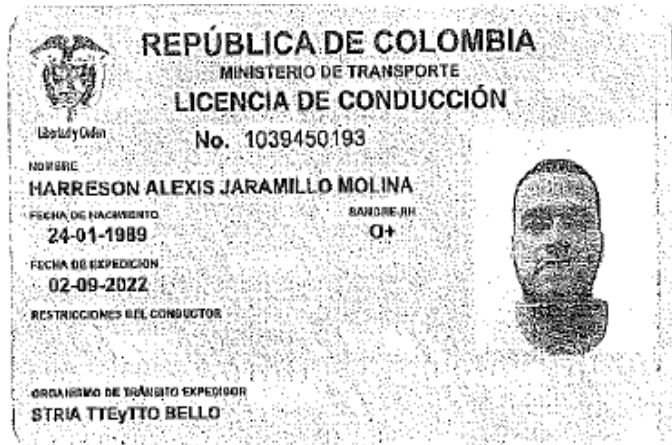 REPÚBLICA DE COLOMBIA
MINISTERIO DE TRANSPORTE
LICENCIA DE CONDUCCIÓN
Libertad y Orden
No. 1039450193
NOMBRE
HARRESON ALEXIS JARAMILLO MOLINA
FECHA DE NACIMIENTO
SANGRE-RH
24-01-1989
O+
FECHA DE EXPEDICION
02-09-2022
RESTRICCIONES DEL CONDUCTOR
ORGANISMO DE TRÁNSITO EXPEDIDOR
STRIA TTEyTTO BELLO